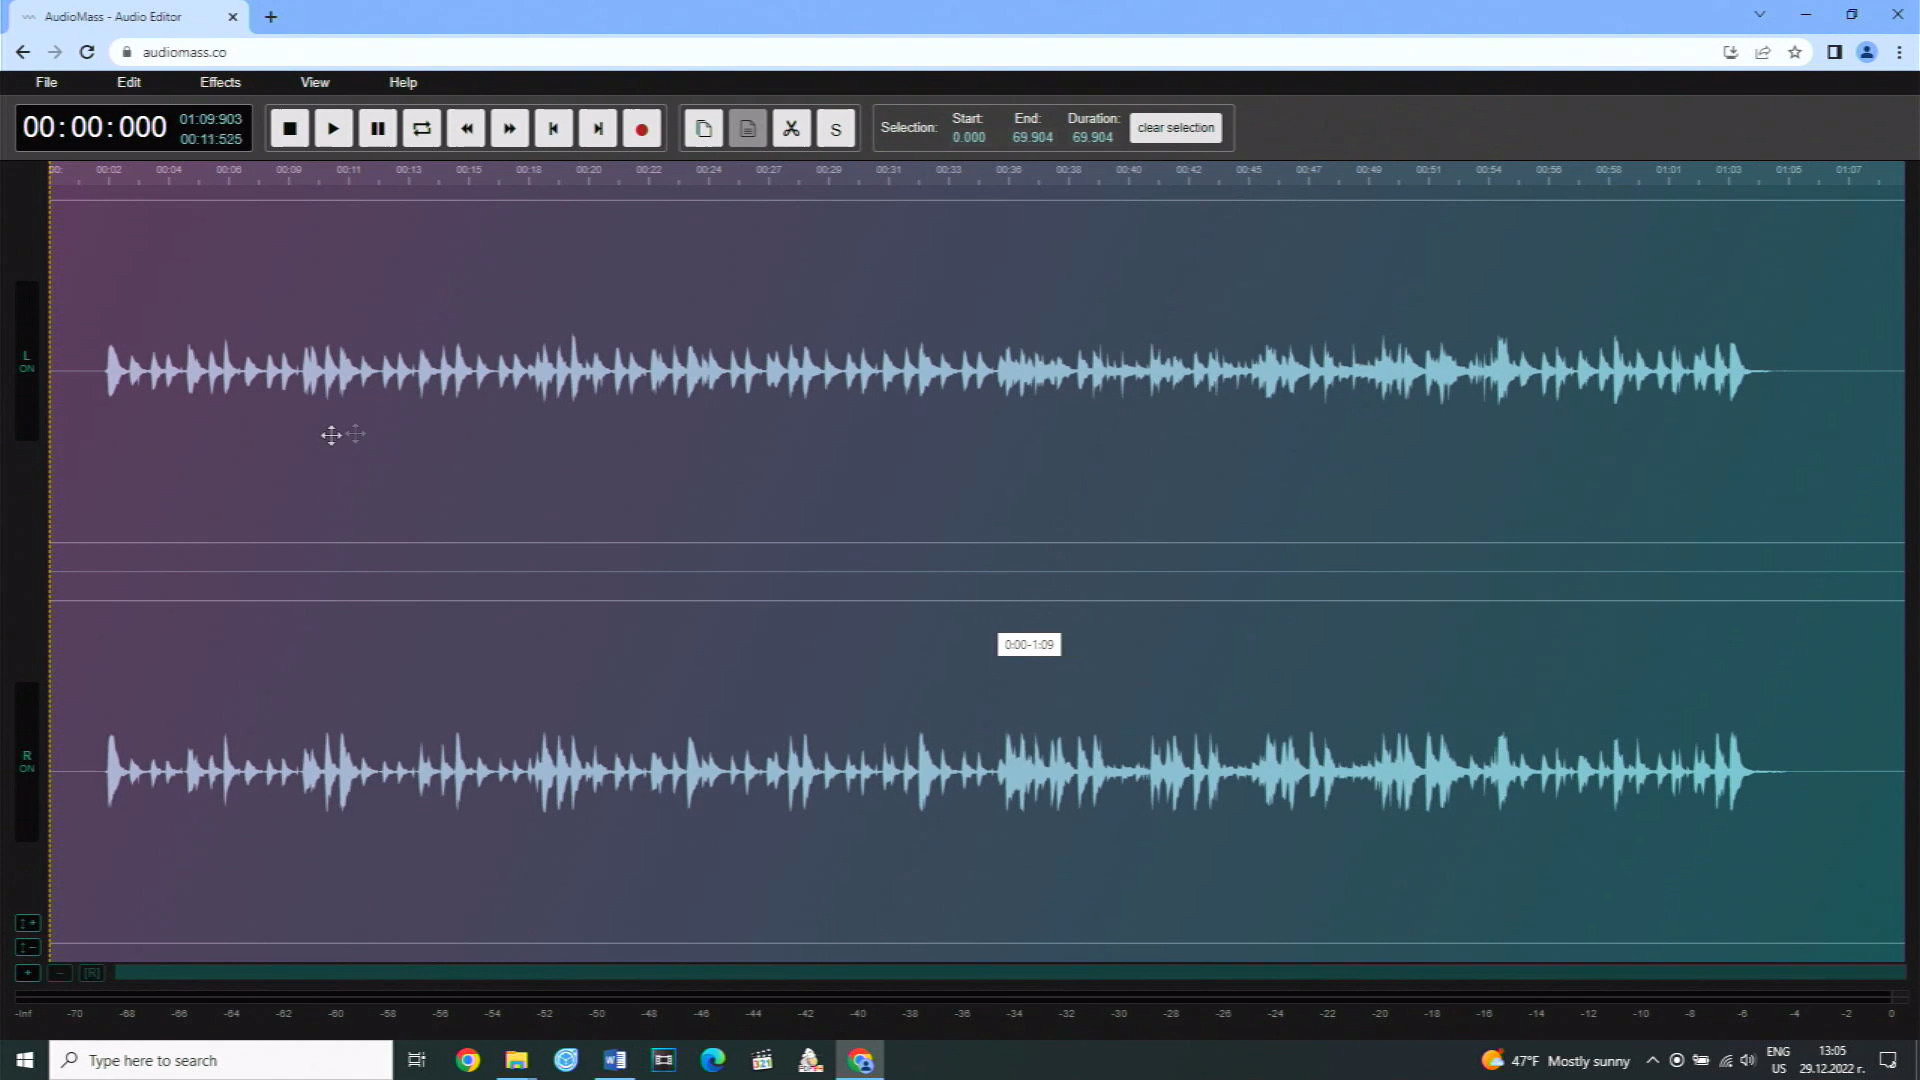 AudioMass - Audio Editor
audiomass.co
File Edit Effects View Help
00:00:000
01:09:903
00:11:525
S
Selection:
Start: End: Duration:
0.000 69.904 69.904
clear selection
00: 00:02 00:04 00:06 00:09 00:11 00:13 00:15 00:18 00:20 00:22 00:24 00:27 00:29 00:31 00:33 00:36 00:38 00:40 00:42 00:45 00:47 00:49 00:51 00:54 00:56 00:58 01:01 01:03 01:05 01:07
L
ON
0:00-1:09
R
ON
[R]
-Inf -70 -68 -66 -64 -62 -60 -58 -56 -54 -52 -50 -48 -46 -44 -42 -40 -38 -36 -34 -32 -30 -28 -26 -24 -22 -20 -18 -16 -14 -12 -10 -8 -6 -4 -2 0
Type here to search
321
47°F Mostly sunny
ENG
US
13:05
29.12.2022 г.